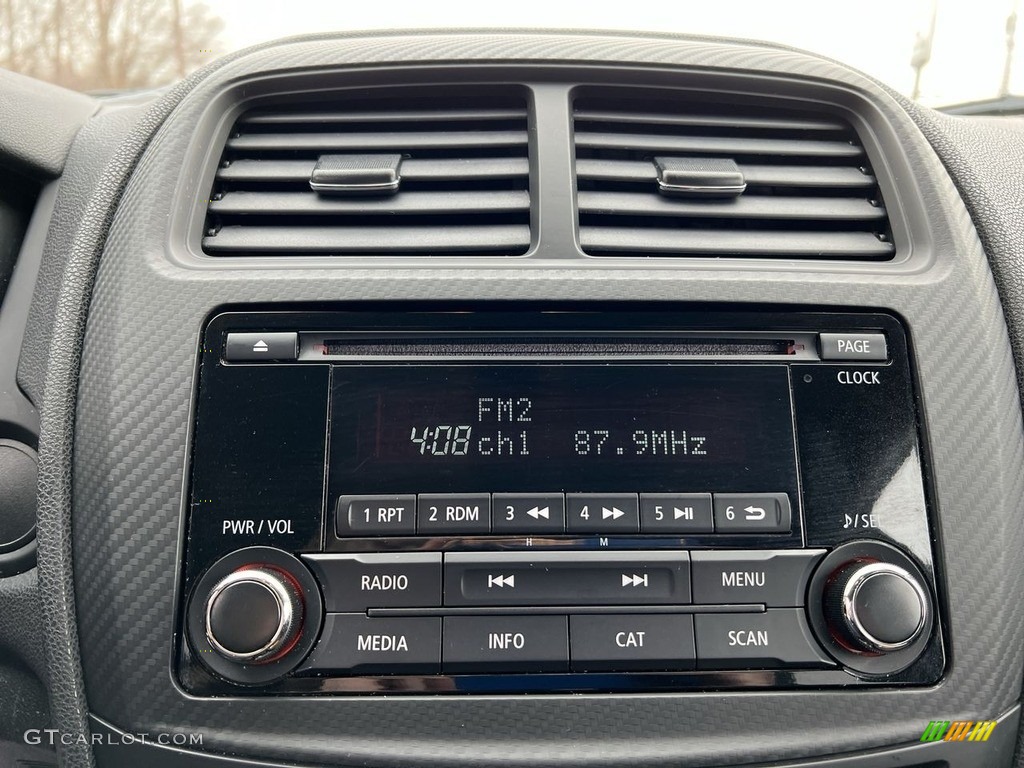 PAGE
CLOCK
FM2
4:08 ch1 87.9MHz
1 RPT 2 RDM 3 4 5 6
H M
PWR / VOL
♪/SEL
RADIO MENU
MEDIA INFO CAT SCAN
GTCARLOT.COM